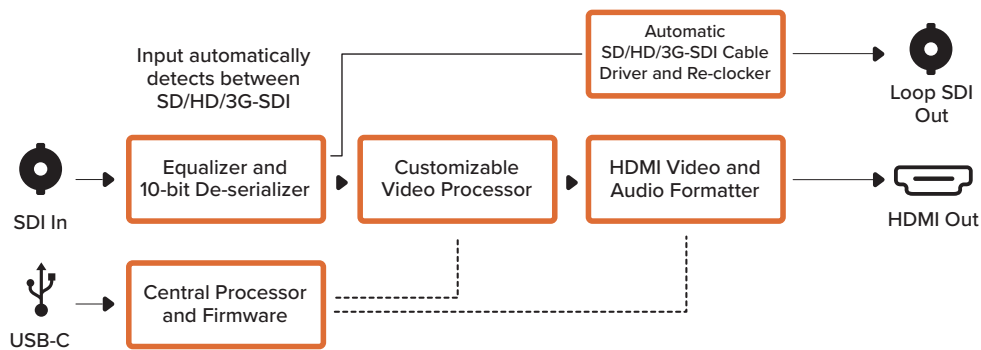 Input automatically
detects between
SD/HD/3G-SDI
Automatic
SD/HD/3G-SDI Cable
Driver and Re-clocker
Loop SDI
Out
SDI In
Equalizer and
10-bit De-serializer
Customizable
Video Processor
HDMI Video and
Audio Formatter
HDMI Out
USB-C
Central Processor
and Firmware